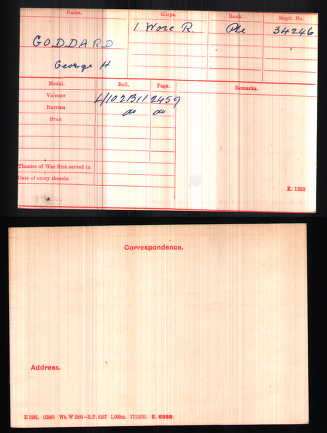 Name. Corps. Rank. Regtl. No.
GODDARD 1 Worc R. Pte 34246
George H
Medal. Roll. Page. Remarks.
Victory 2459
British do do
Star
Theatre of War first served in
Date of entry therein
K. 1380
Correspondence.
Address.